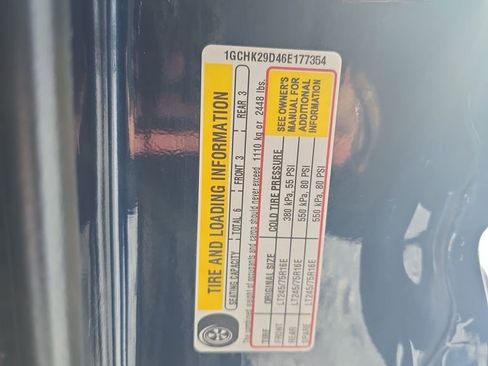 1GCHK29D46E177354
TIRE AND LOADING INFORMATION
SEATING CAPACITY TOTAL 6 FRONT 3 REAR 3
The combined weight of occupants and cargo should never exceed 1110 kg or 2448 lbs.
TIRE ORIGINAL SIZE COLD TIRE PRESSURE
FRONT LT245/75R16E 380 kPa, 55 PSI
REAR LT245/75R16E 550 kPa, 80 PSI
SPARE LT245/75R16E 550 kPa, 80 PSI
SEE OWNER'S
MANUAL FOR
ADDITIONAL
INFORMATION